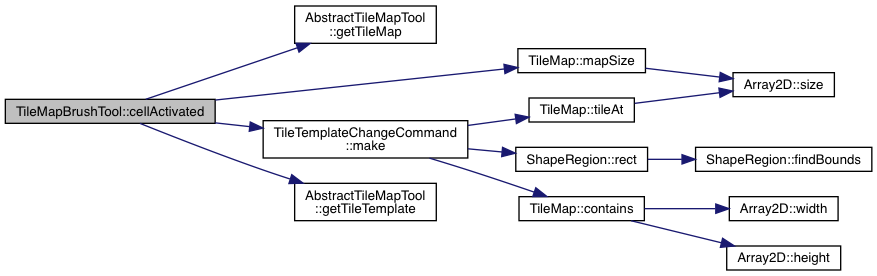 AbstractTileMapTool
::getTileMap
TileMap::mapSize
Array2D::size
TileMapBrushTool::cellActivated
TileMap::tileAt
TileTemplateChangeCommand
::make
ShapeRegion::rect
ShapeRegion::findBounds
AbstractTileMapTool
::getTileTemplate
TileMap::contains
Array2D::width
Array2D::height